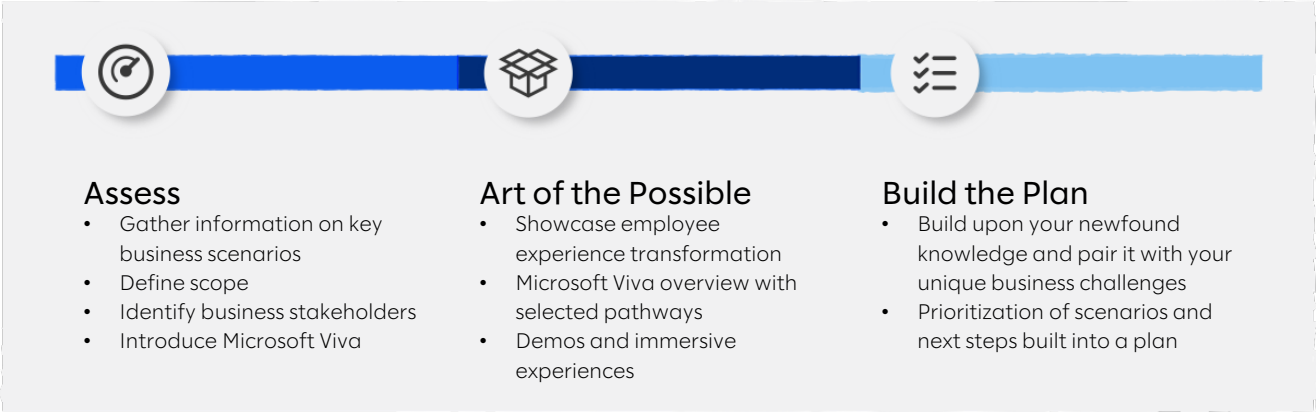 Assess
• Gather information on key
business scenarios
• Define scope
• Identify business stakeholders
• Introduce Microsoft Viva
Art of the Possible
• Showcase employee
experience transformation
• Microsoft Viva overview with
selected pathways
• Demos and immersive
experiences
Build the Plan
• Build upon your newfound
knowledge and pair it with your
unique business challenges
• Prioritization of scenarios and
next steps built into a plan